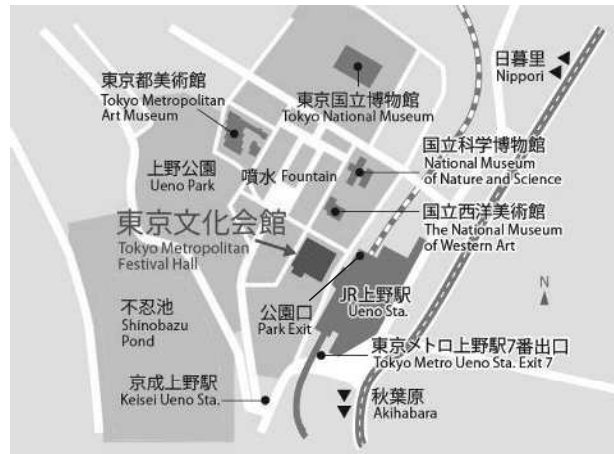 東京都美術館
Tokyo Metropolitan
Art Museum
東京国立博物館
Tokyo National Museum
日暮里
Nippori
上野公園
Ueno Park
噴水 Fountain
国立科学博物館
National Museum
of Nature and Science
東京文化会館
Tokyo Metropolitan
Festival Hall
国立西洋美術館
The National Museum
of Western Art
不忍池
Shinobazu
Pond
公園口
Park Exit
JR上野駅
Ueno Sta.
N
東京メトロ上野駅7番出口
Tokyo Metro Ueno Sta. Exit 7
京成上野駅
Keisei Ueno Sta.
秋葉原
Akihabara